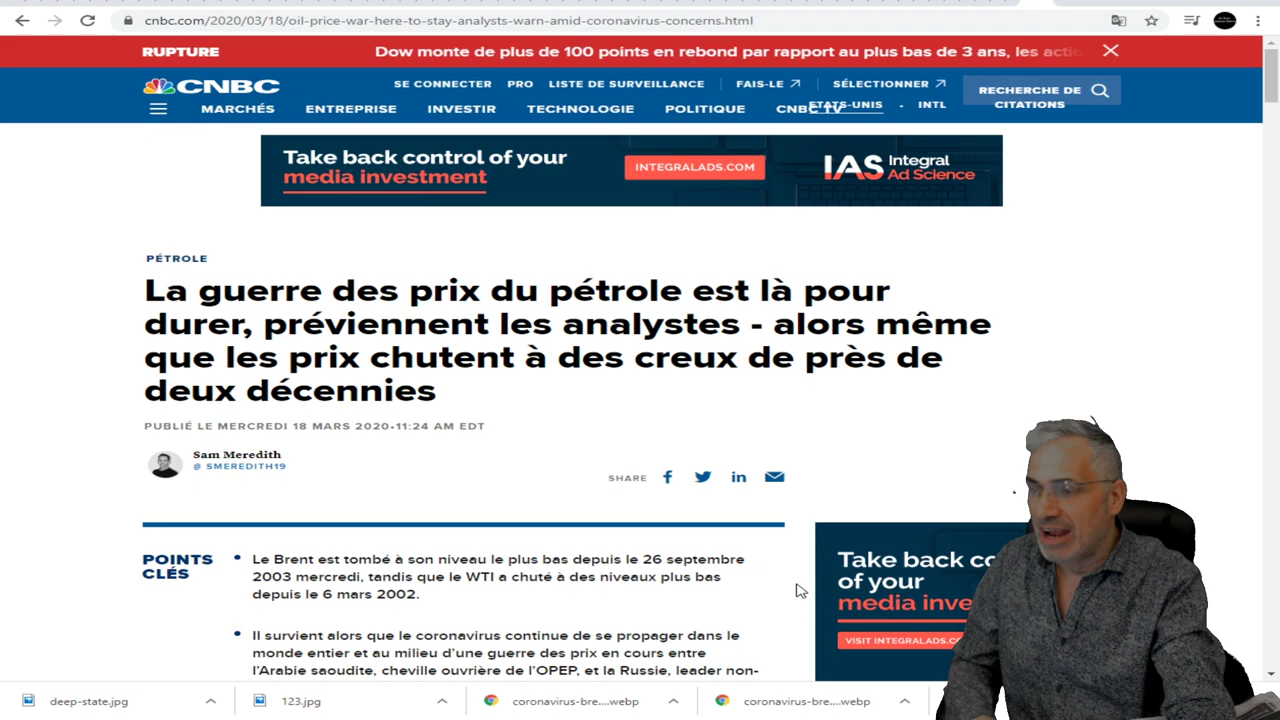 cnbc.com/2020/03/18/oil-price-war-here-to-stay-analysts-warn-amid-coronavirus-concerns.html
RUPTURE
Dow monte de plus de 100 points en rebond par rapport au plus bas de 3 ans, les actio
CNBC
SE CONNECTER
PRO
LISTE DE SURVEILLANCE
FAIS-LE
SÉLECTIONNER
RECHERCHE DE CITATIONS
MARCHÉS
ENTREPRISE
INVESTIR
TECHNOLOGIE
POLITIQUE
CNBC TV
ETATS-UNIS
INTL
Take back control of your
media investment
INTEGRALADS.COM
IAS Integral
Ad Science
PÉTROLE
La guerre des prix du pétrole est là pour
durer, préviennent les analystes - alors même
que les prix chutent à des creux de près de
deux décennies
PUBLIÉ LE MERCREDI 18 MARS 2020•11:24 AM EDT
Sam Meredith
@ SMEREDITH19
SHARE
POINTS
CLÉS
Le Brent est tombé à son niveau le plus bas depuis le 26 septembre
2003 mercredi, tandis que le WTI a chuté à des niveaux plus bas
depuis le 6 mars 2002.
Il survient alors que le coronavirus continue de se propager dans le
monde entier et au milieu d'une guerre des prix en cours entre
l'Arabie saoudite, cheville ouvrière de l'OPEP, et la Russie, leader non-
Take back co
of your
media inve
VISIT INTEGRALADS.CO
deep-state.jpg
123.jpg
coronavirus-bre....webp
coronavirus-bre....webp